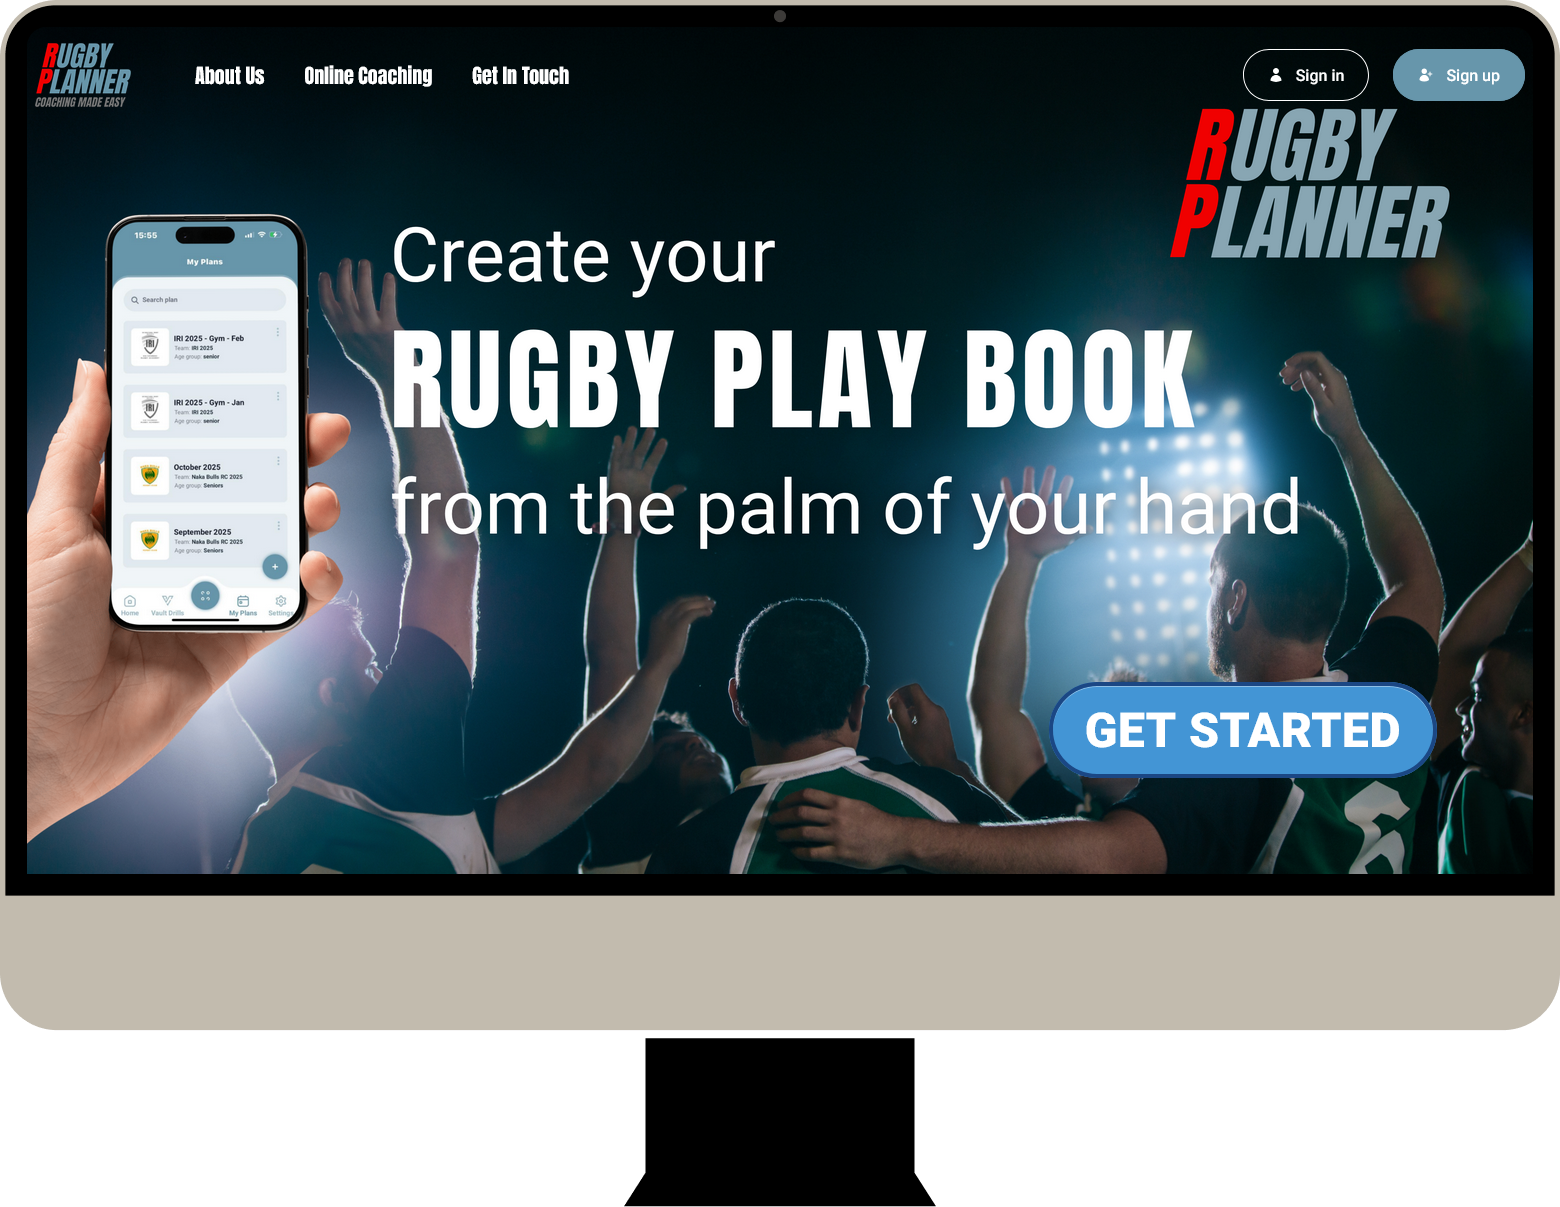 RUGBY
PLANNER
COACHING MADE EASY
About Us
Online Coaching
Get In Touch
Sign in
Sign up
RUGBY
PLANNER
Create your
RUGBY PLAY BOOK
from the palm of your hand
GET STARTED
15:55
My Plans
Search plan
IRI 2025 - Gym - Feb
Team: IRI 2025
Age group: senior
IRI
IRI 2025 - Gym - Jan
Team: IRI 2025
Age group: senior
IRI
October 2025
Team: Naka Bulls RC 2025
Age group: Seniors
September 2025
Team: Naka Bulls RC 2025
Age group: Seniors
+
Home
Vault Drills
My Plans
Settings